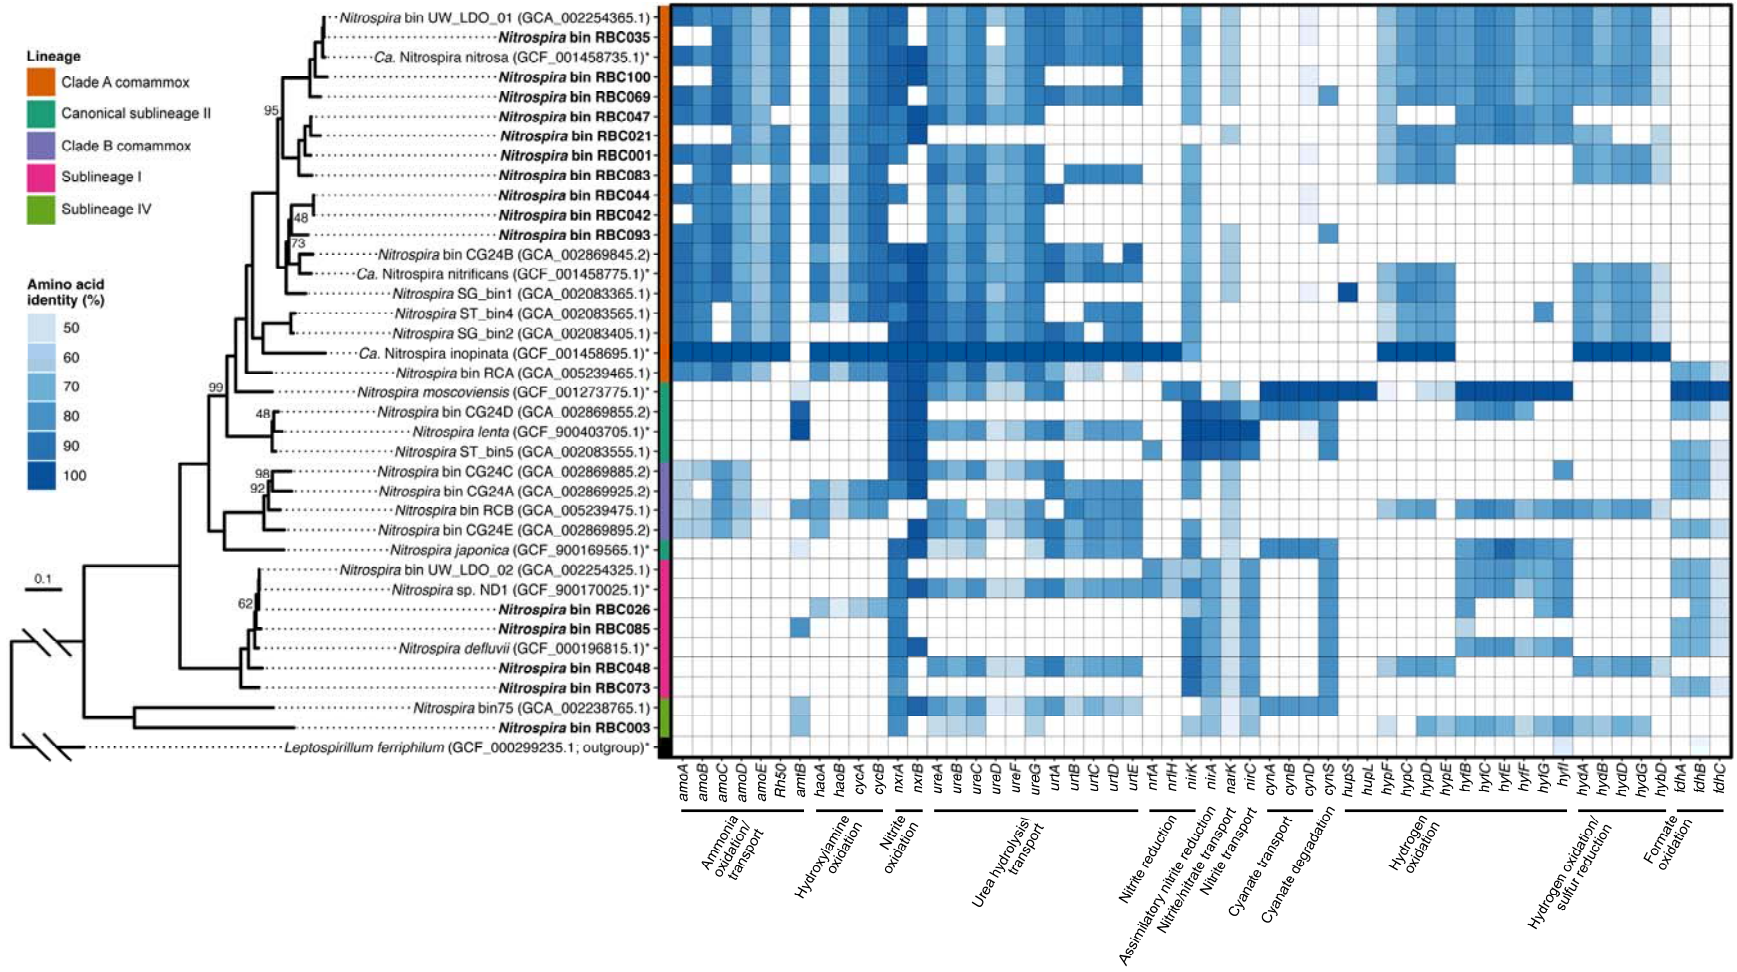 Lineage
Clade A comammox
Canonical sublineage II
Clade B comammox
Sublineage I
Sublineage IV
Amino acid
identity (%)
50
60
70
80
90
100
0.1
95
48
73
99
48
98
92
62
Nitrospira bin UW_LDO_01 (GCA_002254365.1)
Nitrospira bin RBC035
Ca. Nitrospira nitrosa (GCF_001458735.1)*
Nitrospira bin RBC100
Nitrospira bin RBC069
Nitrospira bin RBC047
Nitrospira bin RBC021
Nitrospira bin RBC001
Nitrospira bin RBC083
Nitrospira bin RBC044
Nitrospira bin RBC042
Nitrospira bin RBC093
Nitrospira bin CG24B (GCA_002869845.2)
Ca. Nitrospira nitrificans (GCF_001458775.1)*
Nitrospira SG_bin1 (GCA_002083365.1)
Nitrospira ST_bin4 (GCA_002083565.1)
Nitrospira SG_bin2 (GCA_002083405.1)
Ca. Nitrospira inopinata (GCF_001458695.1)*
Nitrospira bin RCA (GCA_005239465.1)
Nitrospira moscoviensis (GCF_001273775.1)*
Nitrospira bin CG24D (GCA_002869855.2)
Nitrospira lenta (GCF_900403705.1)*
Nitrospira ST_bin5 (GCA_002083555.1)
Nitrospira bin CG24C (GCA_002869885.2)
Nitrospira bin CG24A (GCA_002869925.2)
Nitrospira bin RCB (GCA_005239475.1)
Nitrospira bin CG24E (GCA_002869895.2)
Nitrospira japonica (GCF_900169565.1)*
Nitrospira bin UW_LDO_02 (GCA_002254325.1)
Nitrospira sp. ND1 (GCF_900170025.1)*
Nitrospira bin RBC026
Nitrospira bin RBC085
Nitrospira defluvii (GCF_000196815.1)*
Nitrospira bin RBC048
Nitrospira bin RBC073
Nitrospira bin75 (GCA_002238765.1)
Nitrospira bin RBC003
Leptospirillum ferriphilum (GCF_000299235.1; outgroup)*
amoA
amoB
amoC
amoD
amoE
Rh50
amtB
haoA
haoB
cycA
cycB
nxrA
nxrB
ureA
ureB
ureC
ureD
ureF
ureG
urtA
urtB
urtC
urtD
urtE
nrfA
nrfH
nirK
nirA
narK
nirC
cynA
cynB
cynD
cynS
hupS
hupL
hypF
hypC
hypD
hypE
hyfB
hyfC
hyfE
hyfF
hyfG
hyfI
hydA
hydB
hydD
hydG
hybD
fdhA
fdhB
fdhC
Ammonia
oxidation/
transport
Hydroxylamine
oxidation
Nitrite
oxidation
Urea hydrolysis/
transport
Nitrite reduction
Assimilatory nitrite reduction
Nitrite/nitrate transport
Nitrite transport
Cyanate transport
Cyanate degradation
Hydrogen
oxidation
Hydrogen oxidation/
sulfur reduction
Formate
oxidation